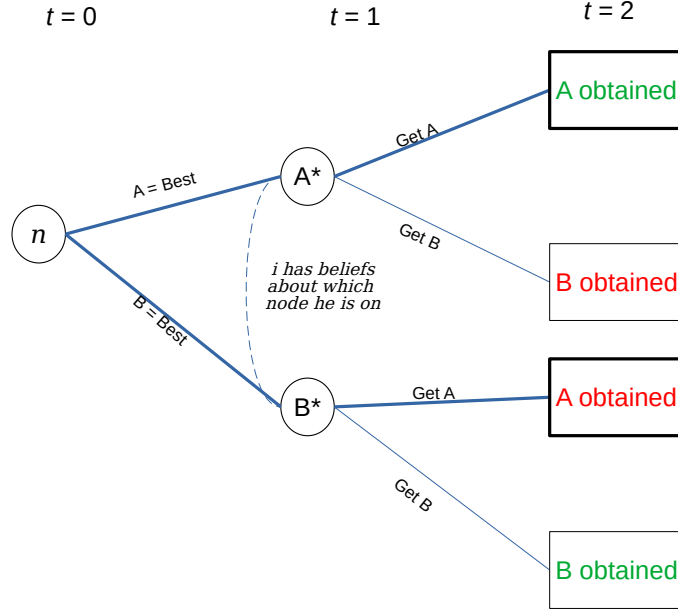 t = 0
t = 1
t = 2
A obtained
Get A
A*
A = Best
Get B
n
i has beliefs
about which
node he is on
B obtained
B = Best
A obtained
Get A
B*
Get B
B obtained